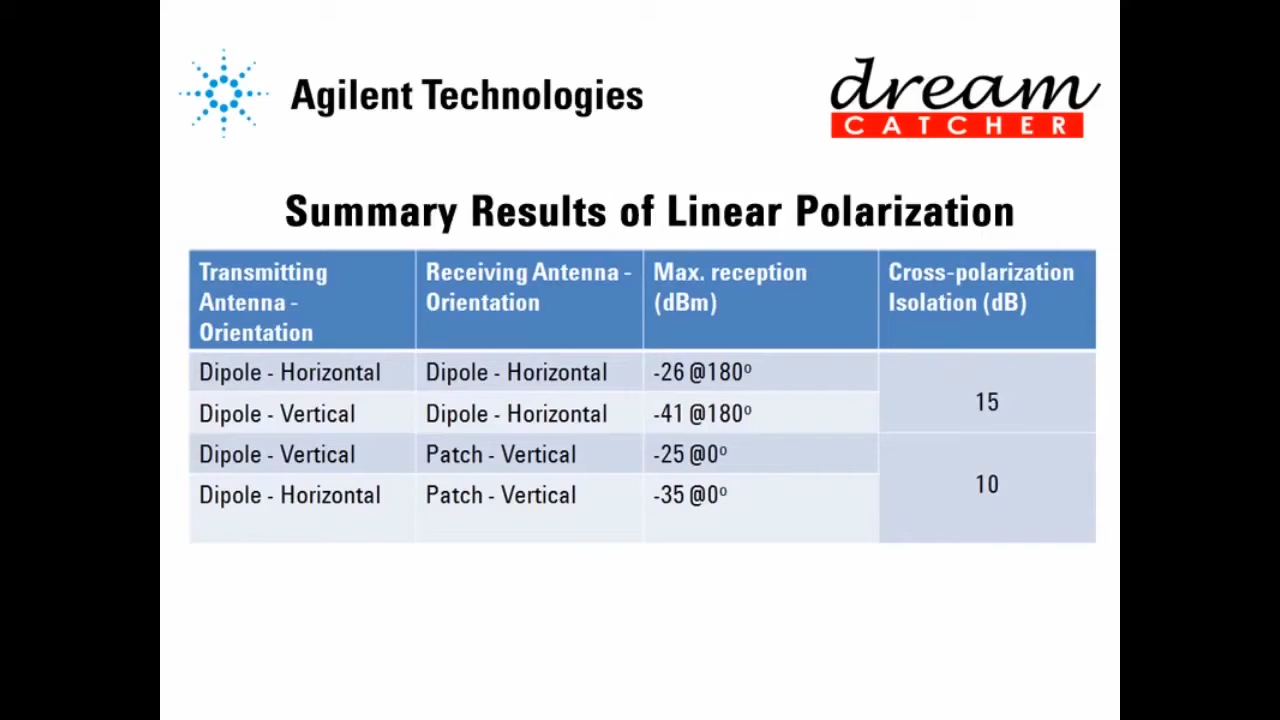 Agilent Technologies
dream
CATCHER
Summary Results of Linear Polarization
Transmitting Antenna - Orientation
Receiving Antenna - Orientation
Max. reception (dBm)
Cross-polarization Isolation (dB)
Dipole - Horizontal
Dipole - Horizontal
-26 @180º
15
Dipole - Vertical
Dipole - Horizontal
-41 @180º
Dipole - Vertical
Patch - Vertical
-25 @0º
10
Dipole - Horizontal
Patch - Vertical
-35 @0º